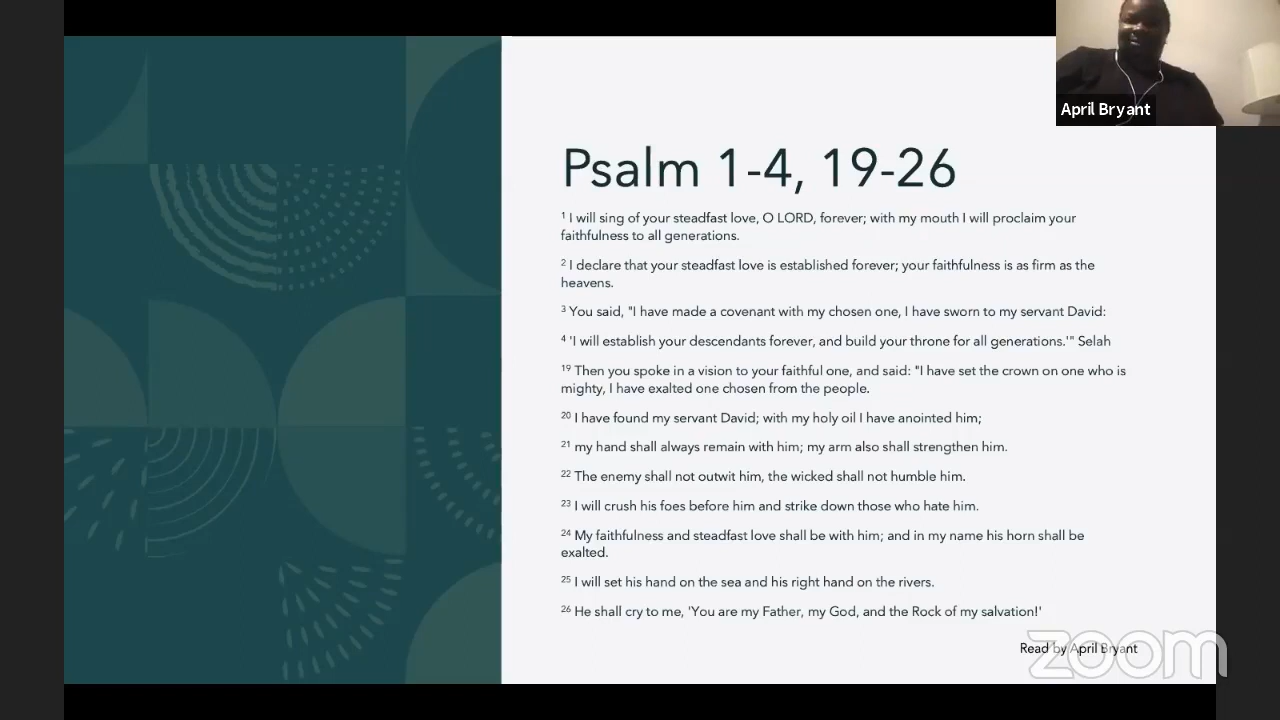 April Bryant
Psalm 1-4, 19-26
1 I will sing of your steadfast love, O LORD, forever; with my mouth I will proclaim your
faithfulness to all generations.
2 I declare that your steadfast love is established forever; your faithfulness is as firm as the
heavens.
3 You said, "I have made a covenant with my chosen one, I have sworn to my servant David:
4 'I will establish your descendants forever, and build your throne for all generations.'" Selah
19 Then you spoke in a vision to your faithful one, and said: "I have set the crown on one who is
mighty, I have exalted one chosen from the people.
20 I have found my servant David; with my holy oil I have anointed him;
21 my hand shall always remain with him; my arm also shall strengthen him.
22 The enemy shall not outwit him, the wicked shall not humble him.
23 I will crush his foes before him and strike down those who hate him.
24 My faithfulness and steadfast love shall be with him; and in my name his horn shall be
exalted.
25 I will set his hand on the sea and his right hand on the rivers.
26 He shall cry to me, 'You are my Father, my God, and the Rock of my salvation!'
Read by April Bryant
zoom